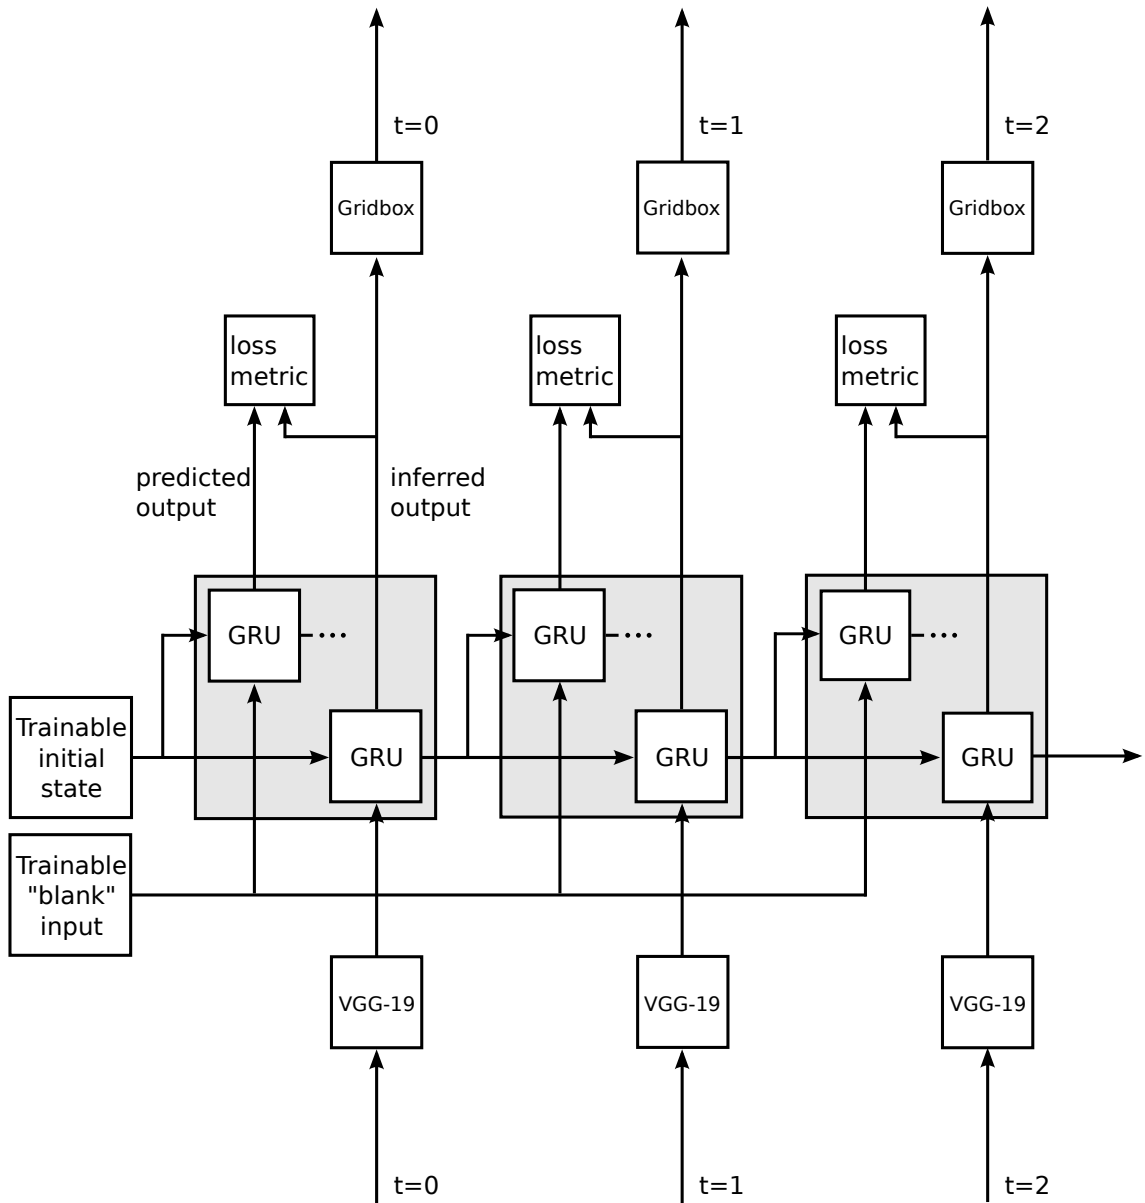 t=0
t=1
t=2
Gridbox
Gridbox
Gridbox
loss
metric
loss
metric
loss
metric
predicted
output
inferred
output
GRU
GRU
GRU
Trainable
initial
state
GRU
GRU
GRU
Trainable
"blank"
input
VGG-19
VGG-19
VGG-19
t=0
t=1
t=2